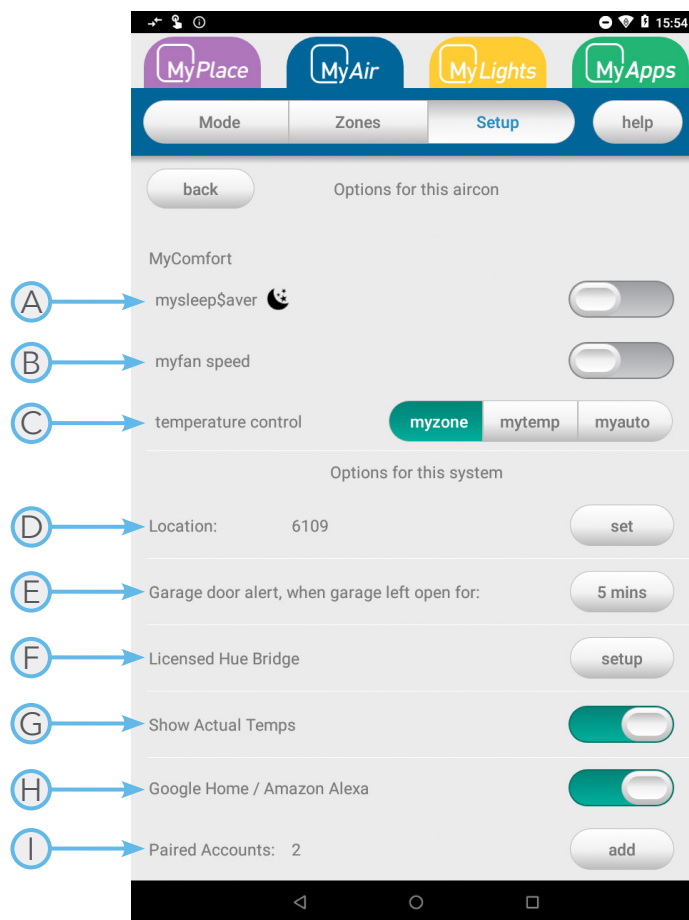 15:54
MyPlace MyAir MyLights MyApps
Mode Zones Setup help
back Options for this aircon
MyComfort
A mysleep$aver
B myfan speed
C temperature control myzone mytemp myauto
Options for this system
D Location: 6109 set
E Garage door alert, when garage left open for: 5 mins
F Licensed Hue Bridge setup
G Show Actual Temps
H Google Home / Amazon Alexa
I Paired Accounts: 2 add